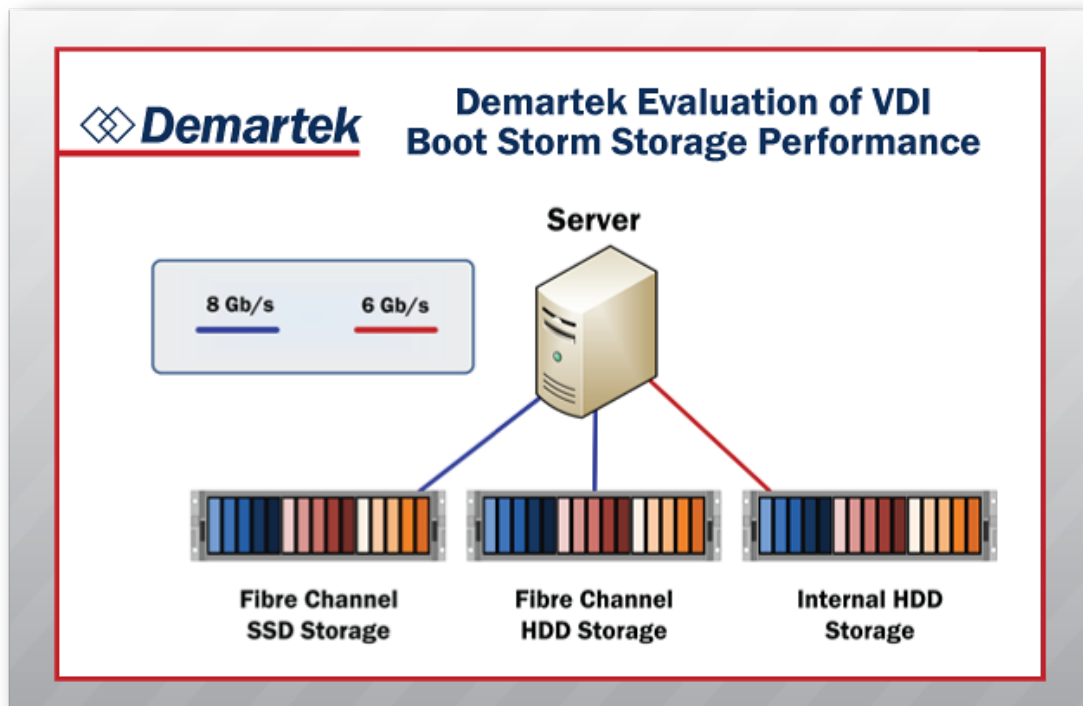 Demartek
Demartek Evaluation of VDI
Boot Storm Storage Performance
Server
8 Gb/s
6 Gb/s
Fibre Channel
SSD Storage
Fibre Channel
HDD Storage
Internal HDD
Storage